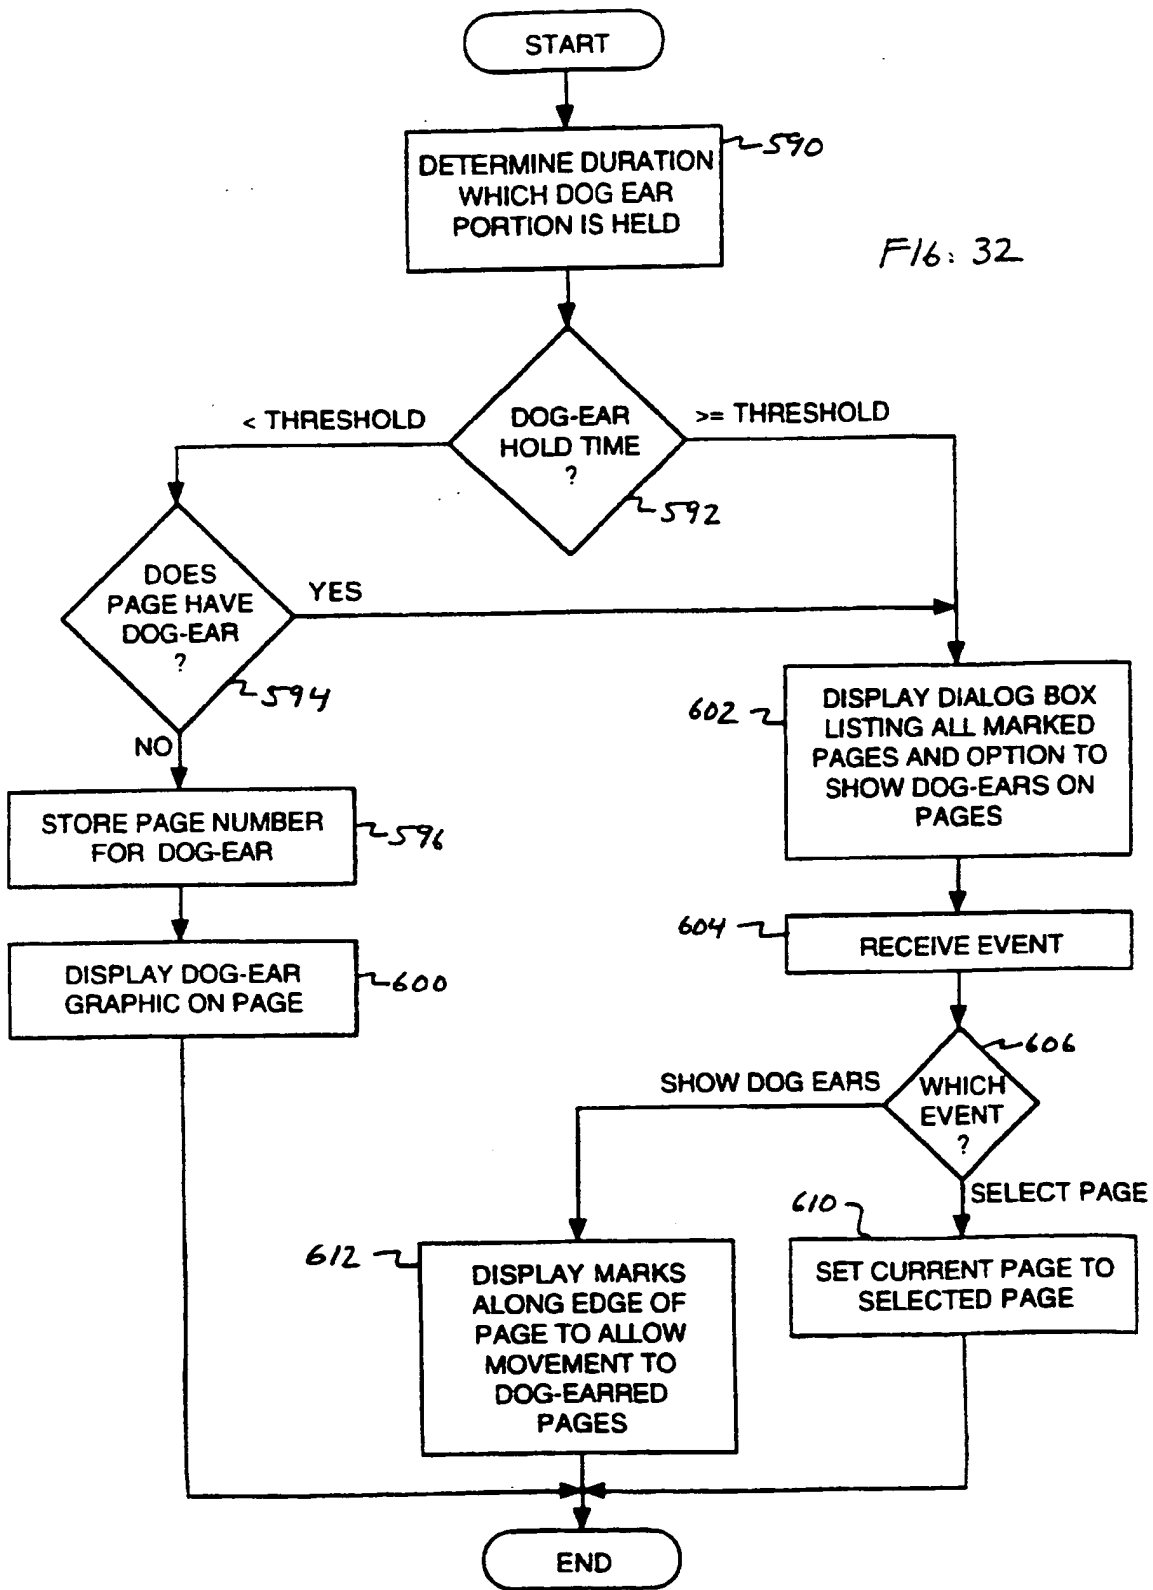 START
DETERMINE DURATION
WHICH DOG EAR
PORTION IS HELD
590
FIG. 32
DOG-EAR
HOLD TIME
?
592
< THRESHOLD
>= THRESHOLD
DOES
PAGE HAVE
DOG-EAR
?
594
YES
NO
STORE PAGE NUMBER
FOR DOG-EAR
596
DISPLAY DOG-EAR
GRAPHIC ON PAGE
600
602
DISPLAY DIALOG BOX
LISTING ALL MARKED
PAGES AND OPTION TO
SHOW DOG-EARS ON
PAGES
604
RECEIVE EVENT
606
WHICH
EVENT
?
SHOW DOG EARS
SELECT PAGE
610
SET CURRENT PAGE TO
SELECTED PAGE
612
DISPLAY MARKS
ALONG EDGE OF
PAGE TO ALLOW
MOVEMENT TO
DOG-EARRED
PAGES
END